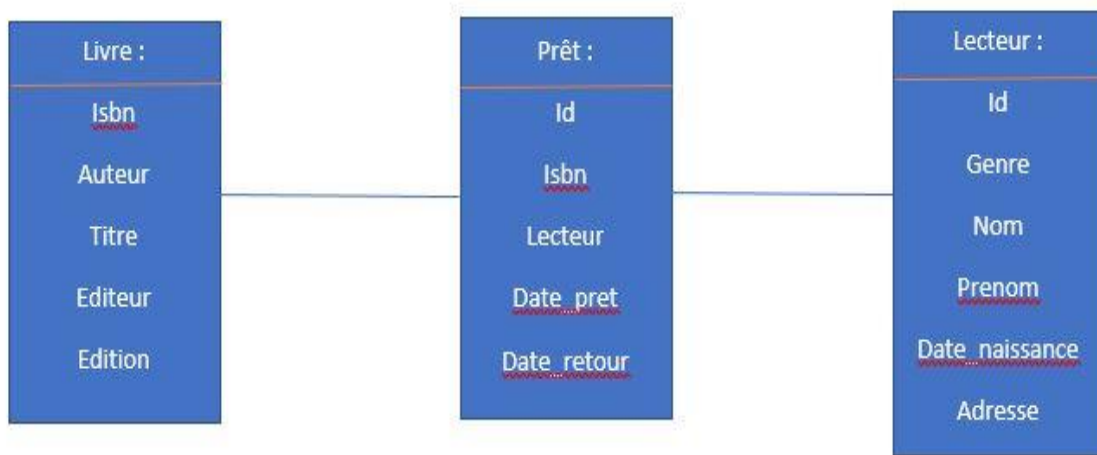 Livre :
Isbn
Auteur
Titre
Editeur
Edition
Prêt :
Id
Isbn
Lecteur
Date_pret
Date_retour
Lecteur :
Id
Genre
Nom
Prenom
Date_naissance
Adresse